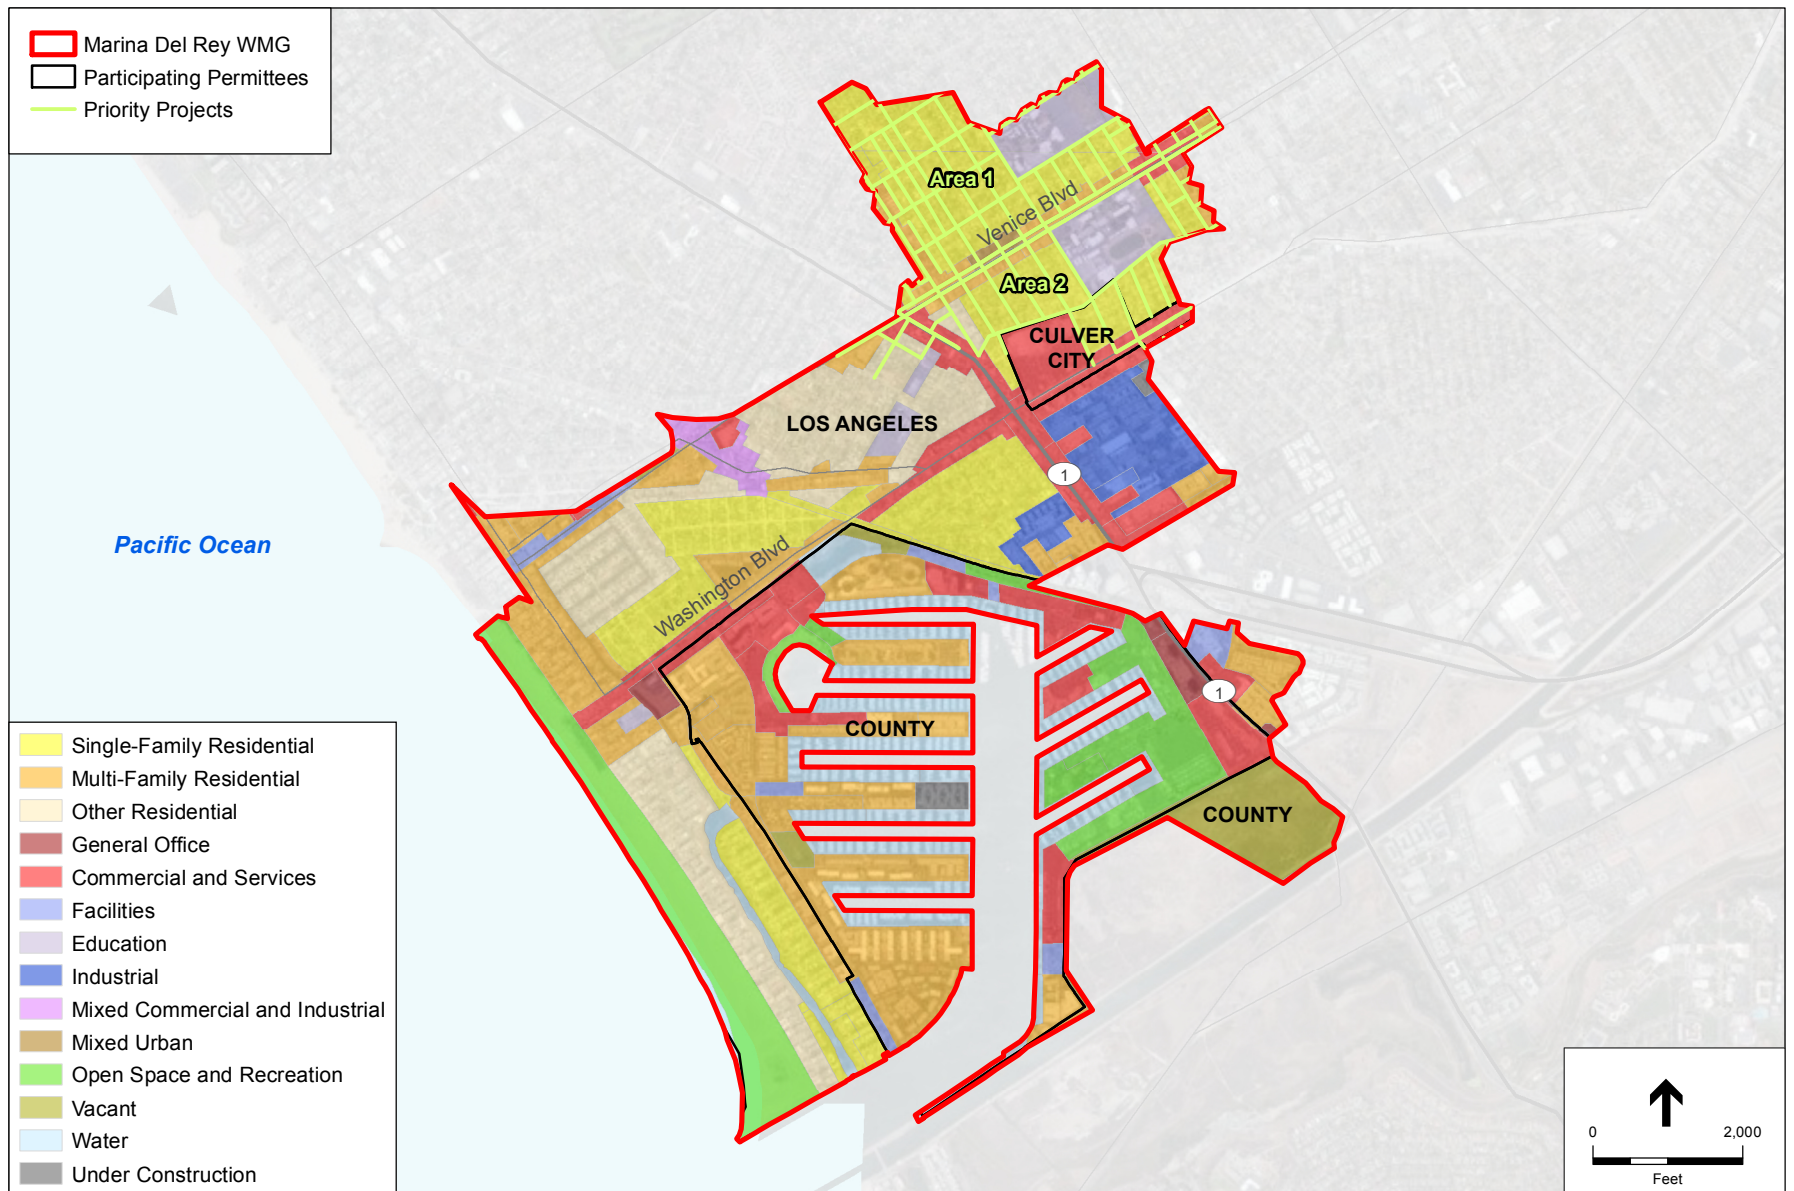 Marina Del Rey WMG
Participating Permittees
Priority Projects
Area 1
Venice Blvd
Area 2
CULVER
CITY
LOS ANGELES
1
Pacific Ocean
Washington Blvd
1
COUNTY
COUNTY
Single-Family Residential
Multi-Family Residential
Other Residential
General Office
Commercial and Services
Facilities
Education
Industrial
Mixed Commercial and Industrial
Mixed Urban
Open Space and Recreation
Vacant
Water
Under Construction
0 2,000
Feet